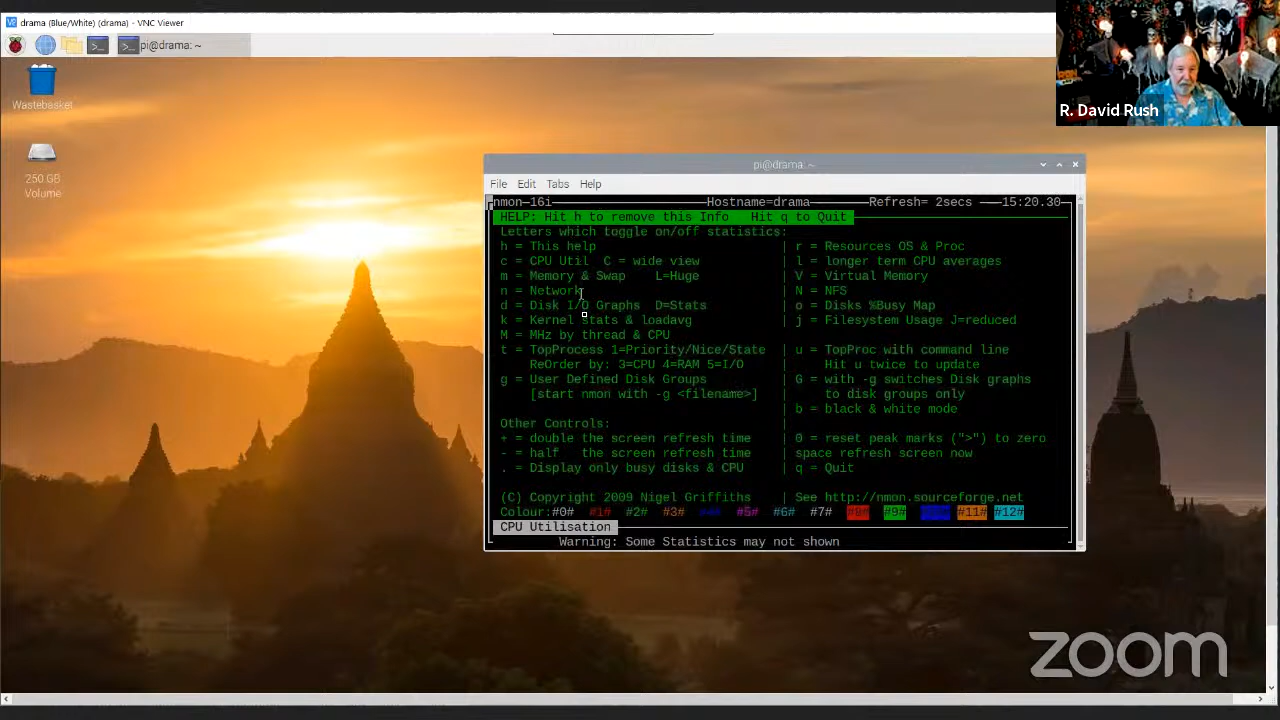 drama (Blue/White) (drama) - VNC Viewer
pi@drama: ~
Wastebasket
250 GB
Volume
R. David Rush
pi@drama: ~
File Edit Tabs Help
nmon-16i Hostname=drama Refresh= 2secs 15:20.30
HELP: Hit h to remove this Info Hit q to Quit
Letters which toggle on/off statistics:
h = This help | r = Resources OS & Proc
c = CPU Util C = wide view | l = longer term CPU averages
m = Memory & Swap L=Huge | V = Virtual Memory
n = Network | N = NFS
d = Disk I/O Graphs D=Stats | o = Disks %Busy Map
k = Kernel stats & loadavg | j = Filesystem Usage J=reduced
M = MHz by thread & CPU |
t = TopProcess 1=Priority/Nice/State | u = TopProc with command line
ReOrder by: 3=CPU 4=RAM 5=I/O | Hit u twice to update
g = User Defined Disk Groups | G = with -g switches Disk graphs
[start nmon with -g <filename>] | to disk groups only
| b = black & white mode
Other Controls: |
+ = double the screen refresh time | 0 = reset peak marks (">") to zero
- = half the screen refresh time | space refresh screen now
. = Display only busy disks & CPU | q = Quit
(C) Copyright 2009 Nigel Griffiths | See http://nmon.sourceforge.net
Colour:#0# #1# #2# #3# #4# #5# #6# #7# #8# #9# #10# #11# #12#
CPU Utilisation
Warning: Some Statistics may not shown
zoom